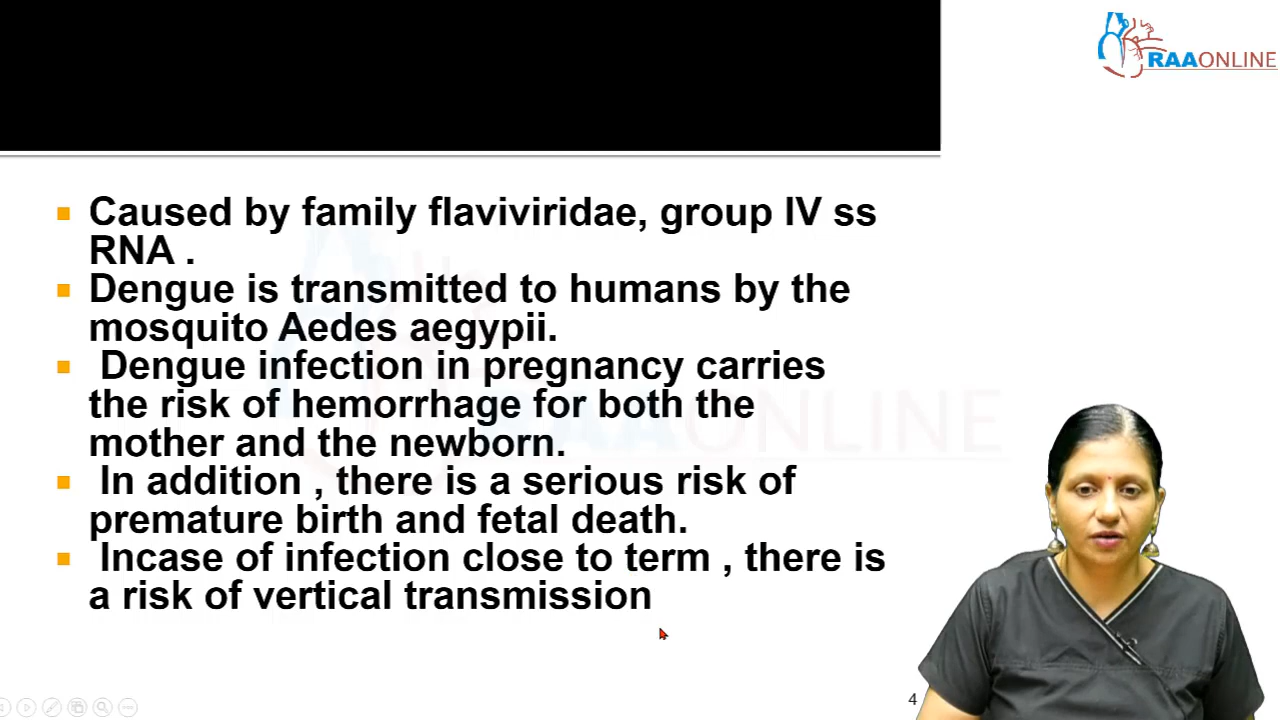 RAAONLINE
Caused by family flaviviridae, group IV ss
RNA .
Dengue is transmitted to humans by the
mosquito Aedes aegypii.
Dengue infection in pregnancy carries
the risk of hemorrhage for both the
mother and the newborn.
In addition , there is a serious risk of
premature birth and fetal death.
Incase of infection close to term , there is
a risk of vertical transmission
RAAONLINE
4